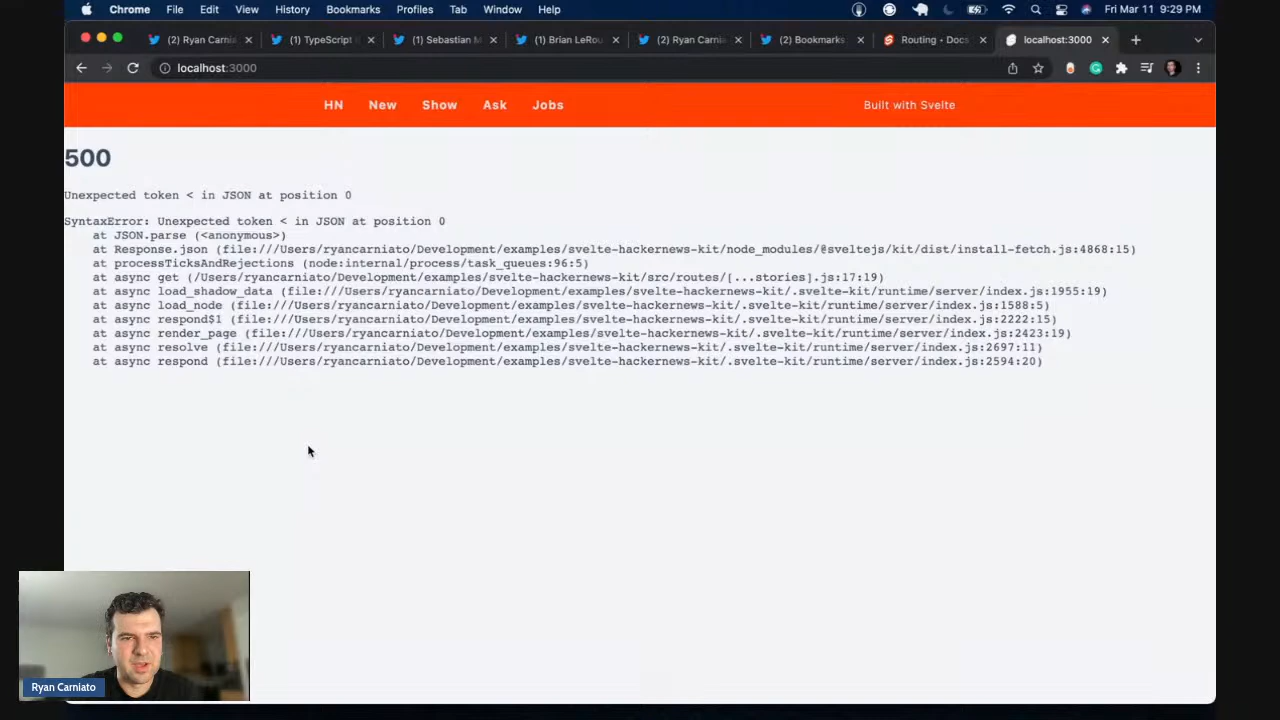 Chrome File Edit View History Bookmarks Profiles Tab Window Help Fri Mar 11 9:29 PM
(2) Ryan Carnia (1) TypeScript (1) Sebastian M (1) Brian LeRou (2) Ryan Carnia (2) Bookmarks Routing • Docs localhost:3000
localhost:3000
HN New Show Ask Jobs Built with Svelte
500
Unexpected token < in JSON at position 0
SyntaxError: Unexpected token < in JSON at position 0
at JSON.parse (<anonymous>)
at Response.json (file:///Users/ryancarniato/Development/examples/svelte-hackernews-kit/node_modules/@sveltejs/kit/dist/install-fetch.js:4868:15)
at processTicksAndRejections (node:internal/process/task_queues:96:5)
at async get (/Users/ryancarniato/Development/examples/svelte-hackernews-kit/src/routes/[...stories].js:17:19)
at async load_shadow_data (file:///Users/ryancarniato/Development/examples/svelte-hackernews-kit/.svelte-kit/runtime/server/index.js:1955:19)
at async load_node (file:///Users/ryancarniato/Development/examples/svelte-hackernews-kit/.svelte-kit/runtime/server/index.js:1588:5)
at async respond$1 (file:///Users/ryancarniato/Development/examples/svelte-hackernews-kit/.svelte-kit/runtime/server/index.js:2222:15)
at async render_page (file:///Users/ryancarniato/Development/examples/svelte-hackernews-kit/.svelte-kit/runtime/server/index.js:2423:19)
at async resolve (file:///Users/ryancarniato/Development/examples/svelte-hackernews-kit/.svelte-kit/runtime/server/index.js:2697:11)
at async respond (file:///Users/ryancarniato/Development/examples/svelte-hackernews-kit/.svelte-kit/runtime/server/index.js:2594:20)
Ryan Carniato